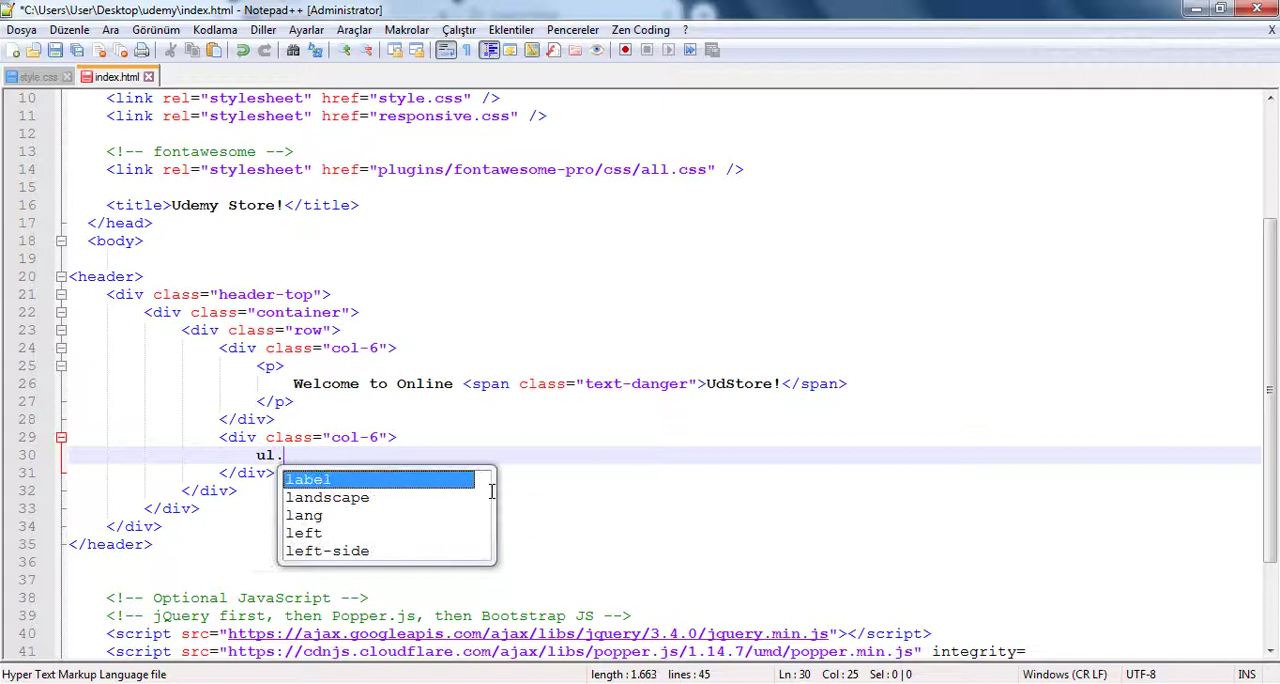 *C:\Users\User\Desktop\udemy\index.html - Notepad++ [Administrator]
Dosya Düzenle Ara Görünüm Kodlama Diller Ayarlar Araçlar Makrolar Çalıştır Eklentiler Pencereler Zen Coding ? X
style.css index.html
10 <link rel="stylesheet" href="style.css" />
11 <link rel="stylesheet" href="responsive.css" />
12
13 <!-- fontawesome -->
14 <link rel="stylesheet" href="plugins/fontawesome-pro/css/all.css" />
15
16 <title>Udemy Store!</title>
17 </head>
18 <body>
19
20 <header>
21 <div class="header-top">
22 <div class="container">
23 <div class="row">
24 <div class="col-6">
25 <p>
26 Welcome to Online <span class="text-danger">UdStore!</span>
27 </p>
28 </div>
29 <div class="col-6">
30 ul.
31 </div>
label
32 </div>
landscape
33 </div>
lang
34 </div>
left
35 </header>
left-side
36
37
38 <!-- Optional JavaScript -->
39 <!-- jQuery first, then Popper.js, then Bootstrap JS -->
40 <script src="https://ajax.googleapis.com/ajax/libs/jquery/3.4.0/jquery.min.js"></script>
41 <script src="https://cdnjs.cloudflare.com/ajax/libs/popper.js/1.14.7/umd/popper.min.js" integrity=
Hyper Text Markup Language file length : 1.663 lines : 45 Ln : 30 Col : 25 Sel : 0 | 0 Windows (CR LF) UTF-8 INS